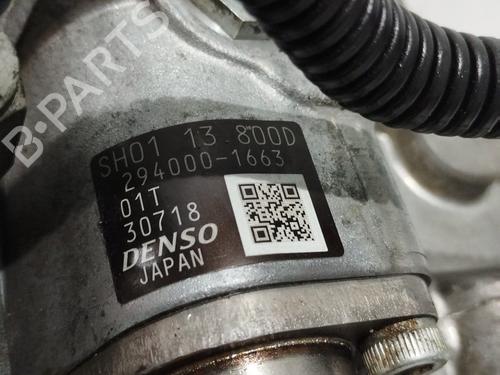 B-PARTS
SH01 13 800D
294000-1663
01T
30718
DENSO
JAPAN